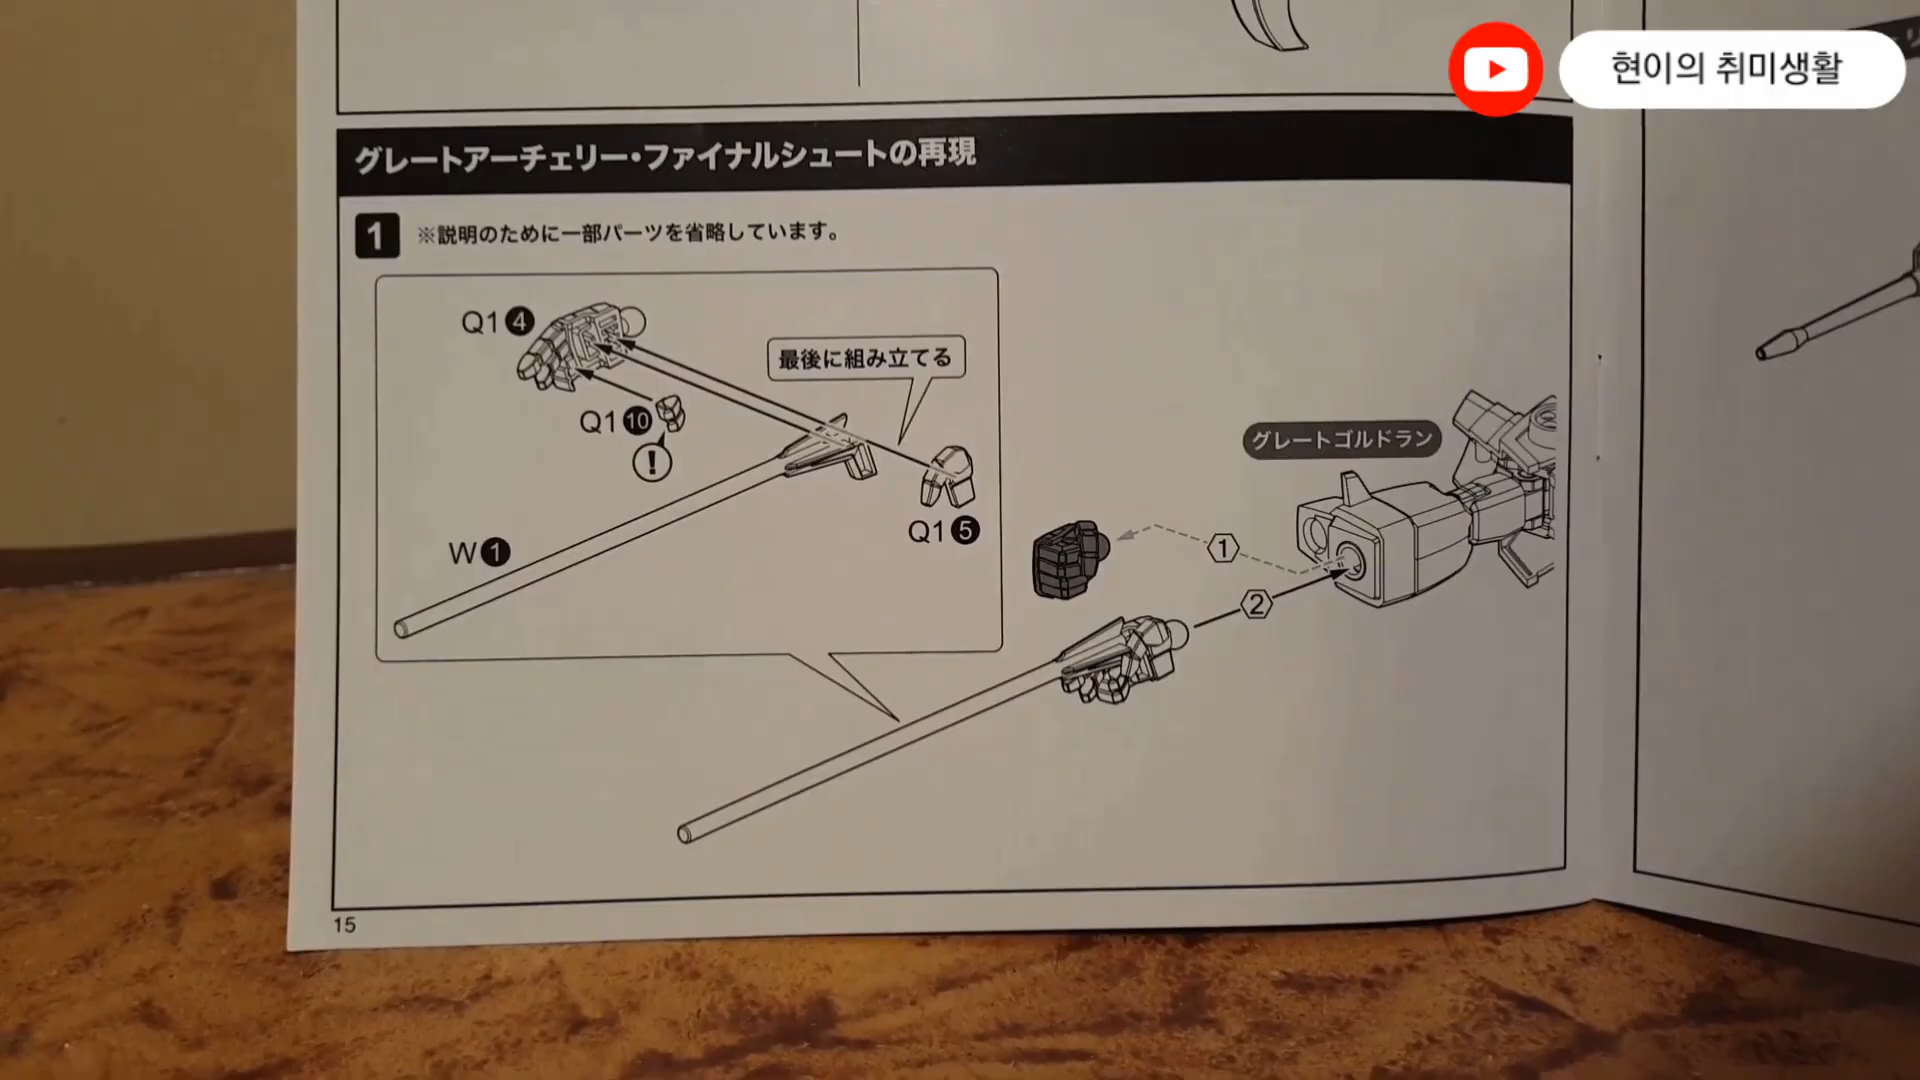 현이의 취미생활
グレートアーチェリー・ファイナルシュートの再現
1 ※説明のために一部パーツを省略しています。
Q1 4
最後に組み立てる
Q1 10
!
グレートゴルドラン
Q1 5
W 1
1
2
15